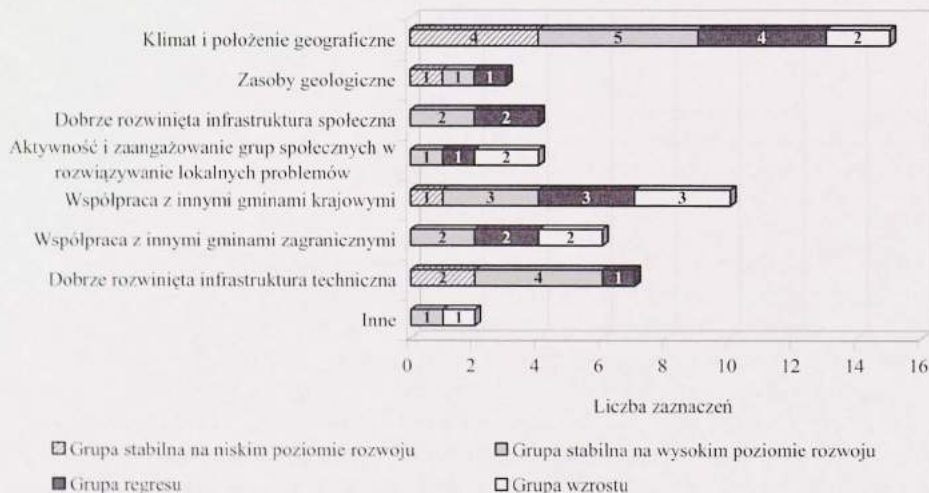 Klimat i położenie geograficzne 4 5 4 2
Zasoby geologiczne 1 1 1
Dobrze rozwinięta infrastruktura społeczna 2 2
Aktywność i zaangażowanie grup społecznych w
rozwiązywanie lokalnych problemów 1 1 2
Współpraca z innymi gminami krajowymi 1 3 3 3
Współpraca z innymi gminami zagranicznymi 2 2 2
Dobrze rozwinięta infrastruktura techniczna 2 4 1
Inne 1 1
0 2 4 6 8 10 12 14 16
Liczba zaznaczeń
Grupa stabilna na niskim poziomie rozwoju Grupa stabilna na wysokim poziomie rozwoju
Grupa regresu Grupa wzrostu